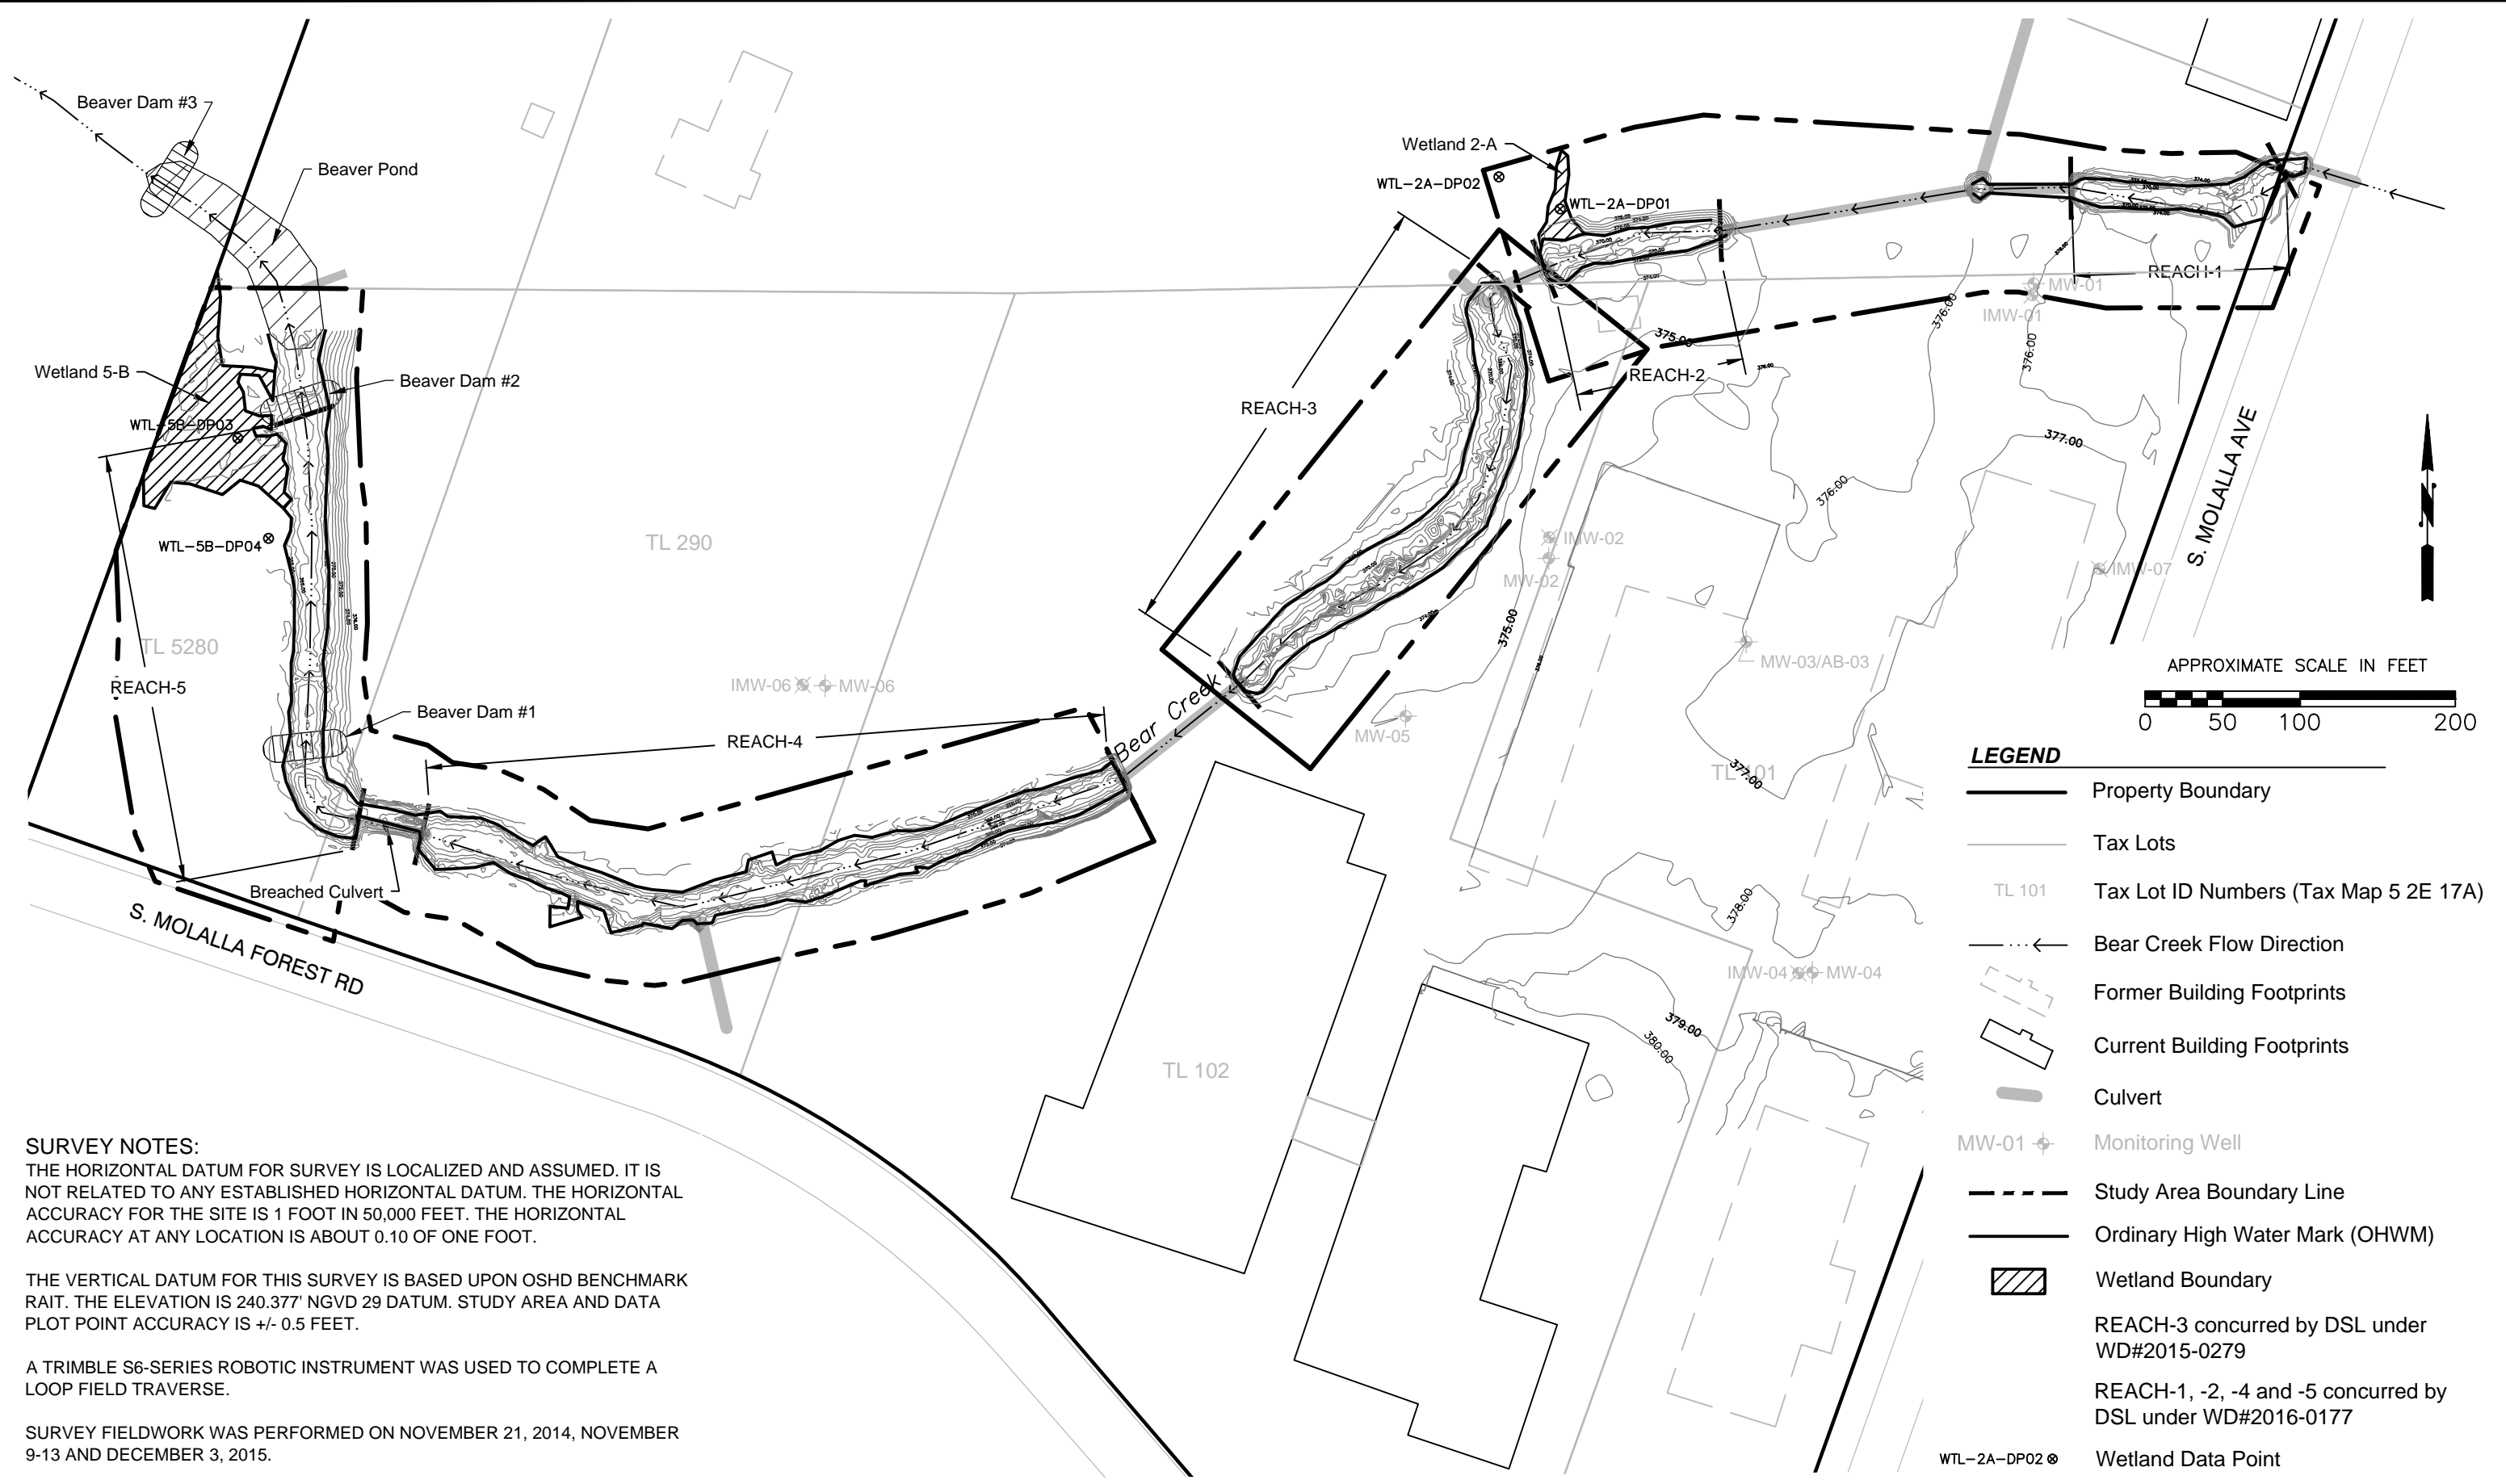 Beaver Dam #3
Beaver Pond
Wetland 2-A
WTL-2A-DP02
WTL-2A-DP01
REACH-1
MW-01
IMW-01
376.00
376.00
375.00
REACH-2
REACH-3
Wetland 5-B
Beaver Dam #2
WTL-5B-DP03
WTL-5B-DP04
TL 290
TL 5280
REACH-5
IMW-06
MW-06
Beaver Dam #1
REACH-4
Bear Creek
Breached Culvert
S. MOLALLA FOREST RD
377.00
376.00
S. MOLALLA AVE
IMW-02
MW-02
IMW-07
375.00
MW-03/AB-03
MW-05
TL 101
377.00
378.00
IMW-04
MW-04
379.00
380.00
TL 102
N
APPROXIMATE SCALE IN FEET
0 50 100 200
LEGEND
Property Boundary
Tax Lots
TL 101 Tax Lot ID Numbers (Tax Map 5 2E 17A)
Bear Creek Flow Direction
Former Building Footprints
Current Building Footprints
Culvert
MW-01 Monitoring Well
Study Area Boundary Line
Ordinary High Water Mark (OHWM)
Wetland Boundary
REACH-3 concurred by DSL under
WD#2015-0279
REACH-1, -2, -4 and -5 concurred by
DSL under WD#2016-0177
WTL-2A-DP02 Wetland Data Point
SURVEY NOTES:
THE HORIZONTAL DATUM FOR SURVEY IS LOCALIZED AND ASSUMED. IT IS
NOT RELATED TO ANY ESTABLISHED HORIZONTAL DATUM. THE HORIZONTAL
ACCURACY FOR THE SITE IS 1 FOOT IN 50,000 FEET. THE HORIZONTAL
ACCURACY AT ANY LOCATION IS ABOUT 0.10 OF ONE FOOT.
THE VERTICAL DATUM FOR THIS SURVEY IS BASED UPON OSHD BENCHMARK
RAIT. THE ELEVATION IS 240.377' NGVD 29 DATUM. STUDY AREA AND DATA
PLOT POINT ACCURACY IS +/- 0.5 FEET.
A TRIMBLE S6-SERIES ROBOTIC INSTRUMENT WAS USED TO COMPLETE A
LOOP FIELD TRAVERSE.
SURVEY FIELDWORK WAS PERFORMED ON NOVEMBER 21, 2014, NOVEMBER
9-13 AND DECEMBER 3, 2015.